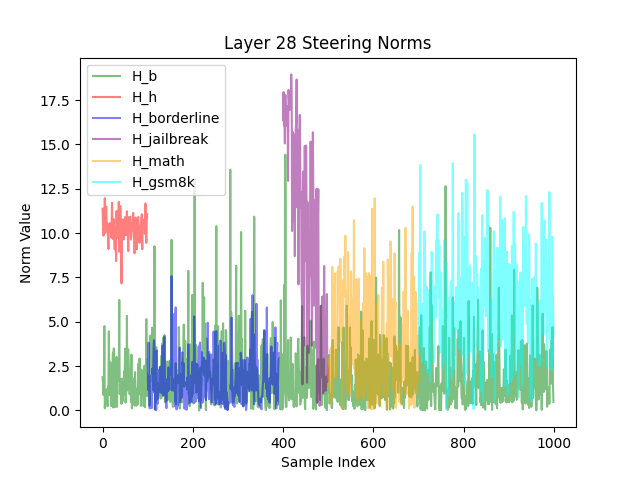 Layer 28 Steering Norms
H_b
H_h
H_borderline
H_jailbreak
H_math
H_gsm8k
Norm Value
17.5
15.0
12.5
10.0
7.5
5.0
2.5
0.0
0
200
400
600
800
1000
Sample Index